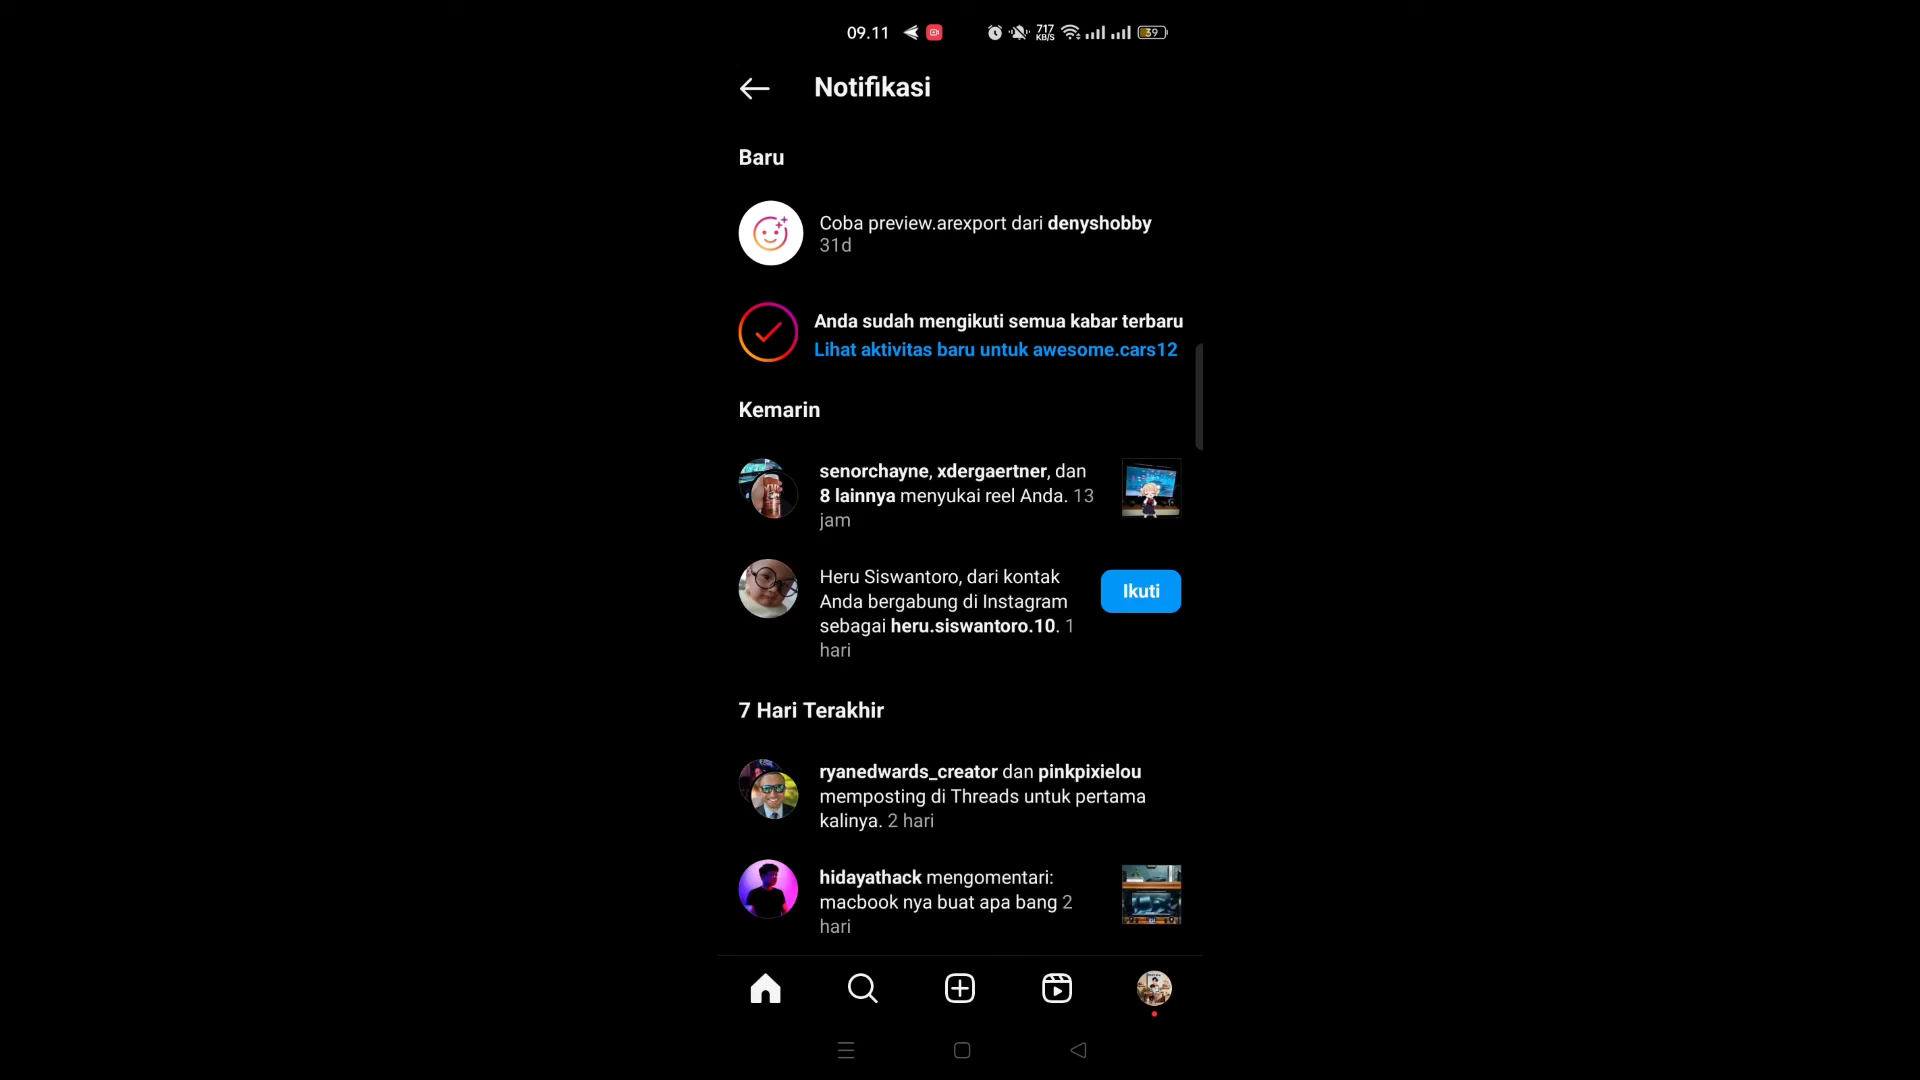 09.11
717
KB/S
39
Notifikasi
Baru
Coba preview.arexport dari denyshobby
31d
Anda sudah mengikuti semua kabar terbaru
Lihat aktivitas baru untuk awesome.cars12
Kemarin
senorchayne, xdergaertner, dan
8 lainnya menyukai reel Anda. 13
jam
Heru Siswantoro, dari kontak
Anda bergabung di Instagram
sebagai heru.siswantoro.10. 1
hari
Ikuti
7 Hari Terakhir
ryanedwards_creator dan pinkpixielou
memposting di Threads untuk pertama
kalinya. 2 hari
hidayathack mengomentari:
macbook nya buat apa bang 2
hari